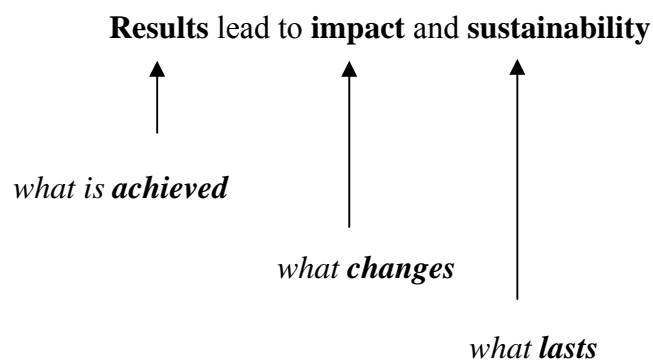 Results lead to impact and sustainability
what is achieved
what changes
what lasts